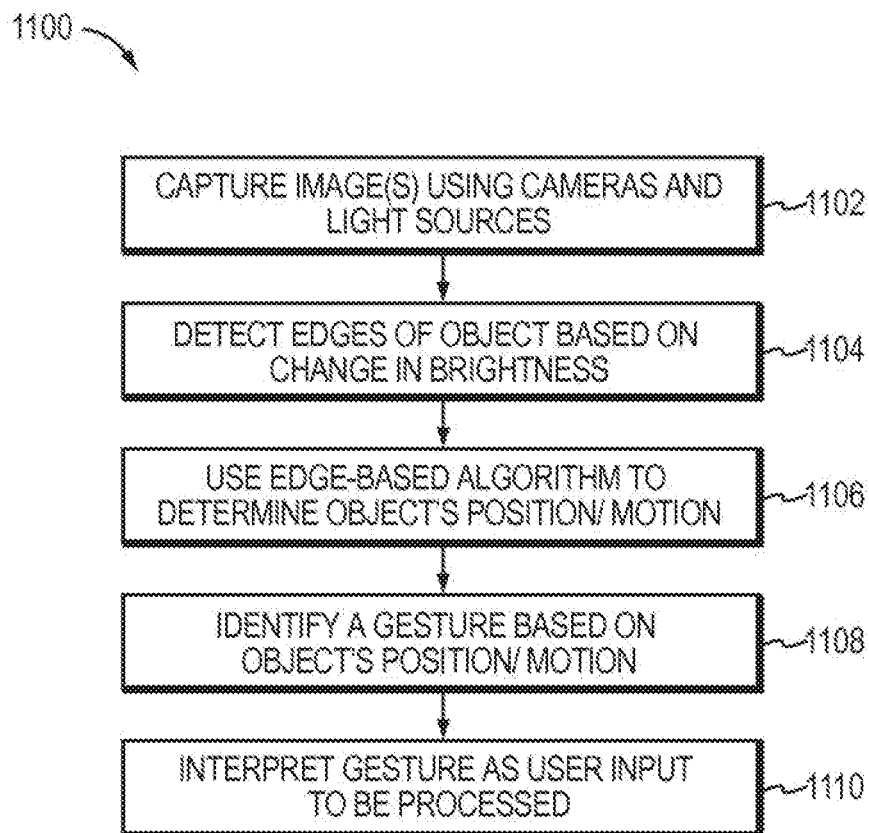 1100
CAPTURE IMAGE(S) USING CAMERAS AND
LIGHT SOURCES
1102
DETECT EDGES OF OBJECT BASED ON
CHANGE IN BRIGHTNESS
1104
USE EDGE-BASED ALGORITHM TO
DETERMINE OBJECT'S POSITION/ MOTION
1106
IDENTIFY A GESTURE BASED ON
OBJECT'S POSITION/ MOTION
1108
INTERPRET GESTURE AS USER INPUT
TO BE PROCESSED
1110